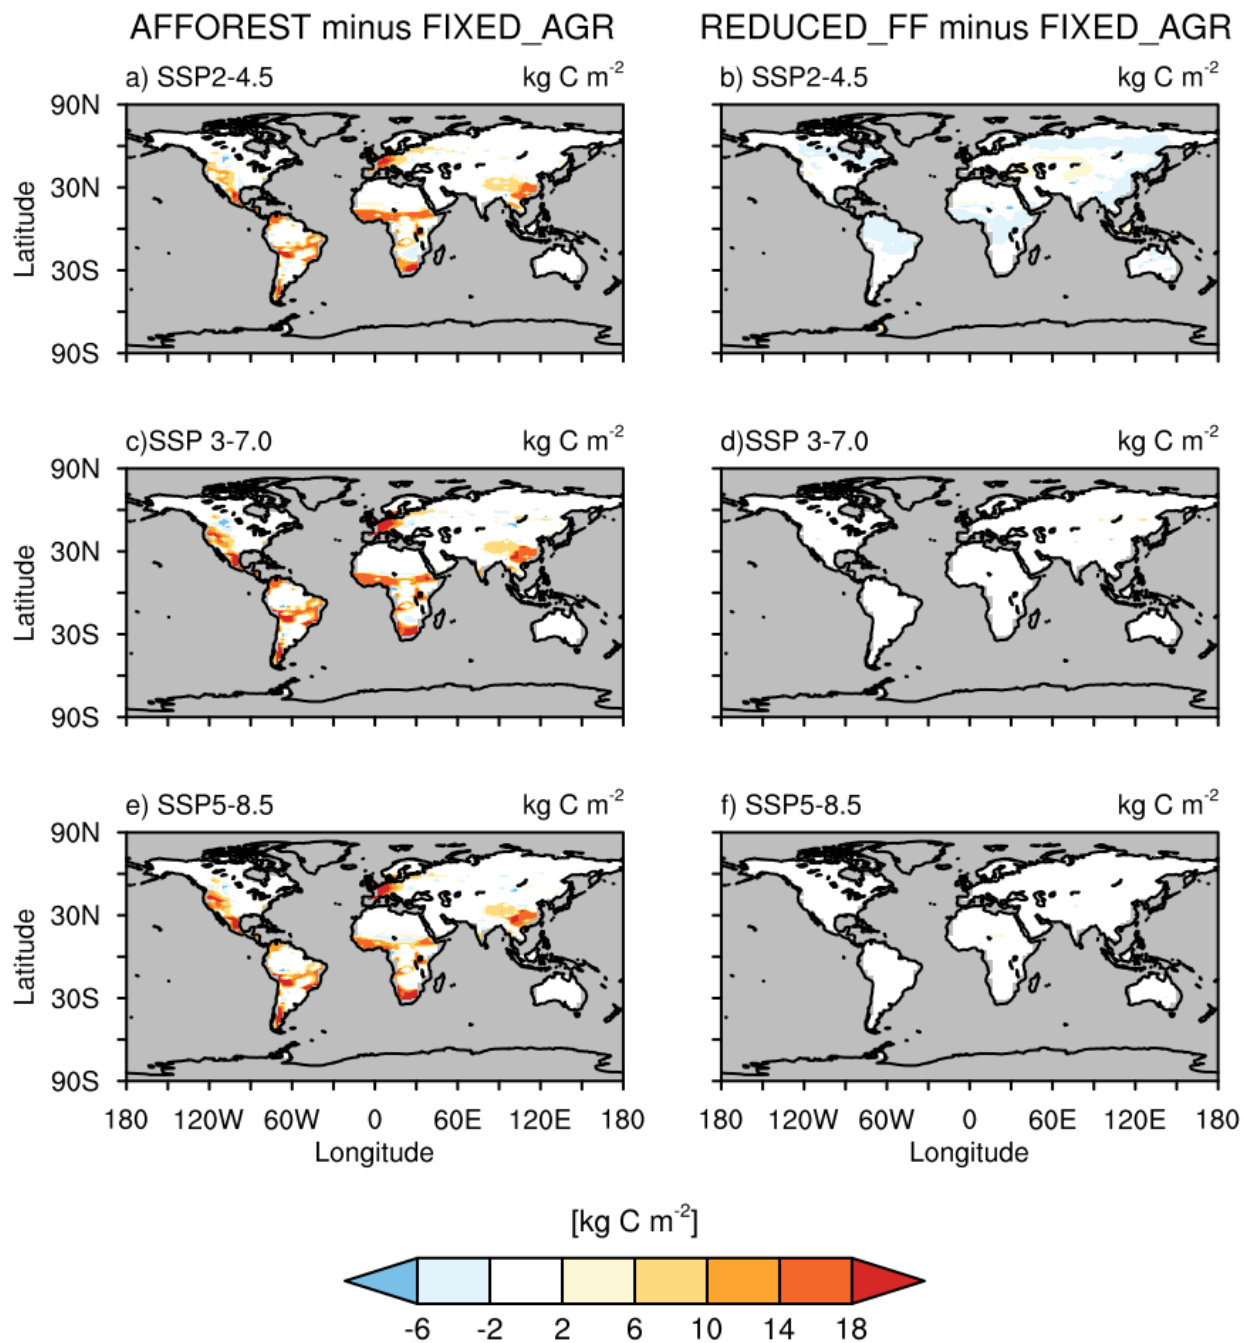 AFFOREST minus FIXED_AGR REDUCED_FF minus FIXED_AGR
a) SSP2-4.5 kg C m-2 b) SSP2-4.5 kg C m-2
90N
30N
30S
90S
Latitude
c)SSP 3-7.0 kg C m-2 d)SSP 3-7.0 kg C m-2
90N
30N
30S
90S
Latitude
e) SSP5-8.5 kg C m-2 f) SSP5-8.5 kg C m-2
90N
30N
30S
90S
Latitude
180 120W 60W 0 60E 120E 180 180 120W 60W 0 60E 120E 180
Longitude Longitude
[kg C m-2]
-6 -2 2 6 10 14 18